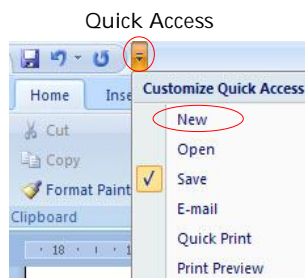 Quick Access
Home Inse
Customize Quick Access
New
Cut
Open
Copy
Save
Format Paint
E-mail
Clipboard
Quick Print
18 1
Print Preview